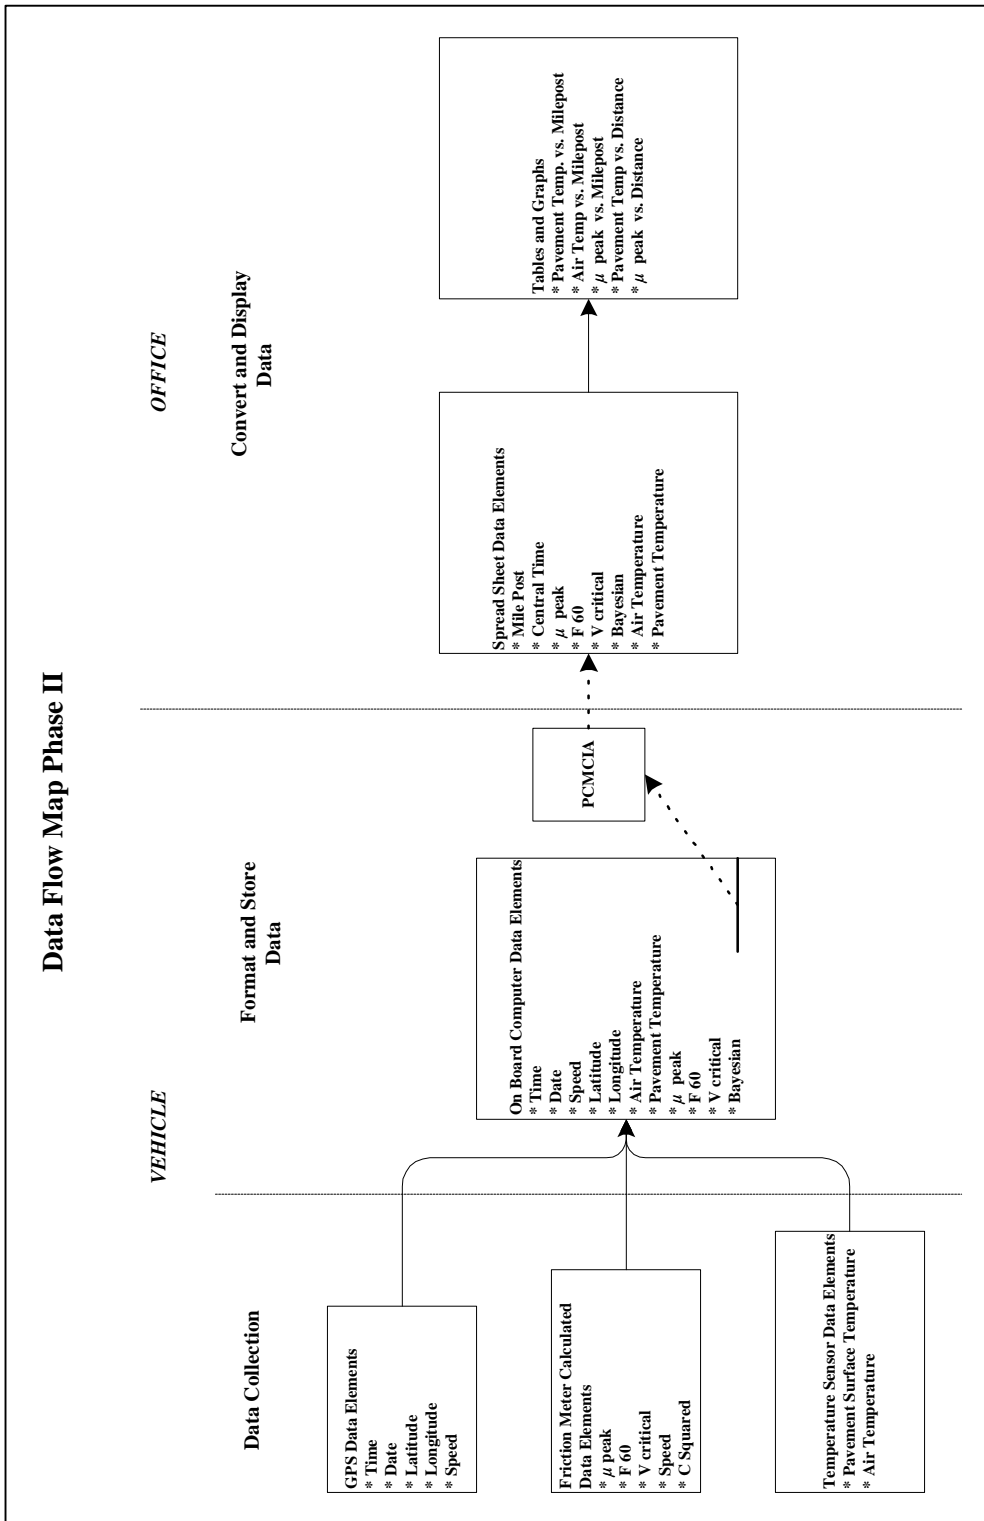 Data Flow Map Phase II
VEHICLE
OFFICE
Data Collection
Format and Store
Data
Convert and Display
Data
GPS Data Elements
* Time
* Date
* Latitude
* Longitude
* Speed
Friction Meter Calculated
Data Elements
* μ peak
* F 60
* V critical
* Speed
* C Squared
Temperature Sensor Data Elements
* Pavement Surface Temperature
* Air Temperature
On Board Computer Data Elements
* Time
* Date
* Speed
* Latitude
* Longitude
* Air Temperature
* Pavement Temperature
* μ peak
* F 60
* V critical
* Bayesian
PCMCIA
Spread Sheet Data Elements
* Mile Post
* Central Time
* μ peak
* F 60
* V critical
* Bayesian
* Air Temperature
* Pavement Temperature
Tables and Graphs
* Pavement Temp. vs. Milepost
* Air Temp vs. Milepost
* μ peak vs. Milepost
* Pavement Temp vs. Distance
* μ peak vs. Distance